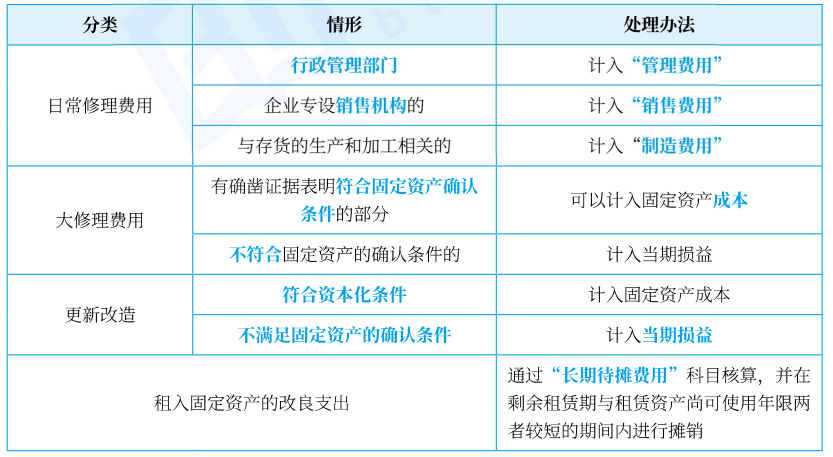 分类 情形 处理办法
日常修理费用
行政管理部门 计入“管理费用”
企业专设销售机构的 计入“销售费用”
与存货的生产和加工相关的 计入“制造费用”
大修理费用
有确凿证据表明符合固定资产确认
条件的部分
可以计入固定资产成本
不符合固定资产的确认条件的 计入当期损益
更新改造
符合资本化条件 计入固定资产成本
不满足固定资产的确认条件 计入当期损益
租入固定资产的改良支出
通过“长期待摊费用”科目核算，并在
剩余租赁期与租赁资产尚可使用年限两
者较短的期间内进行摊销